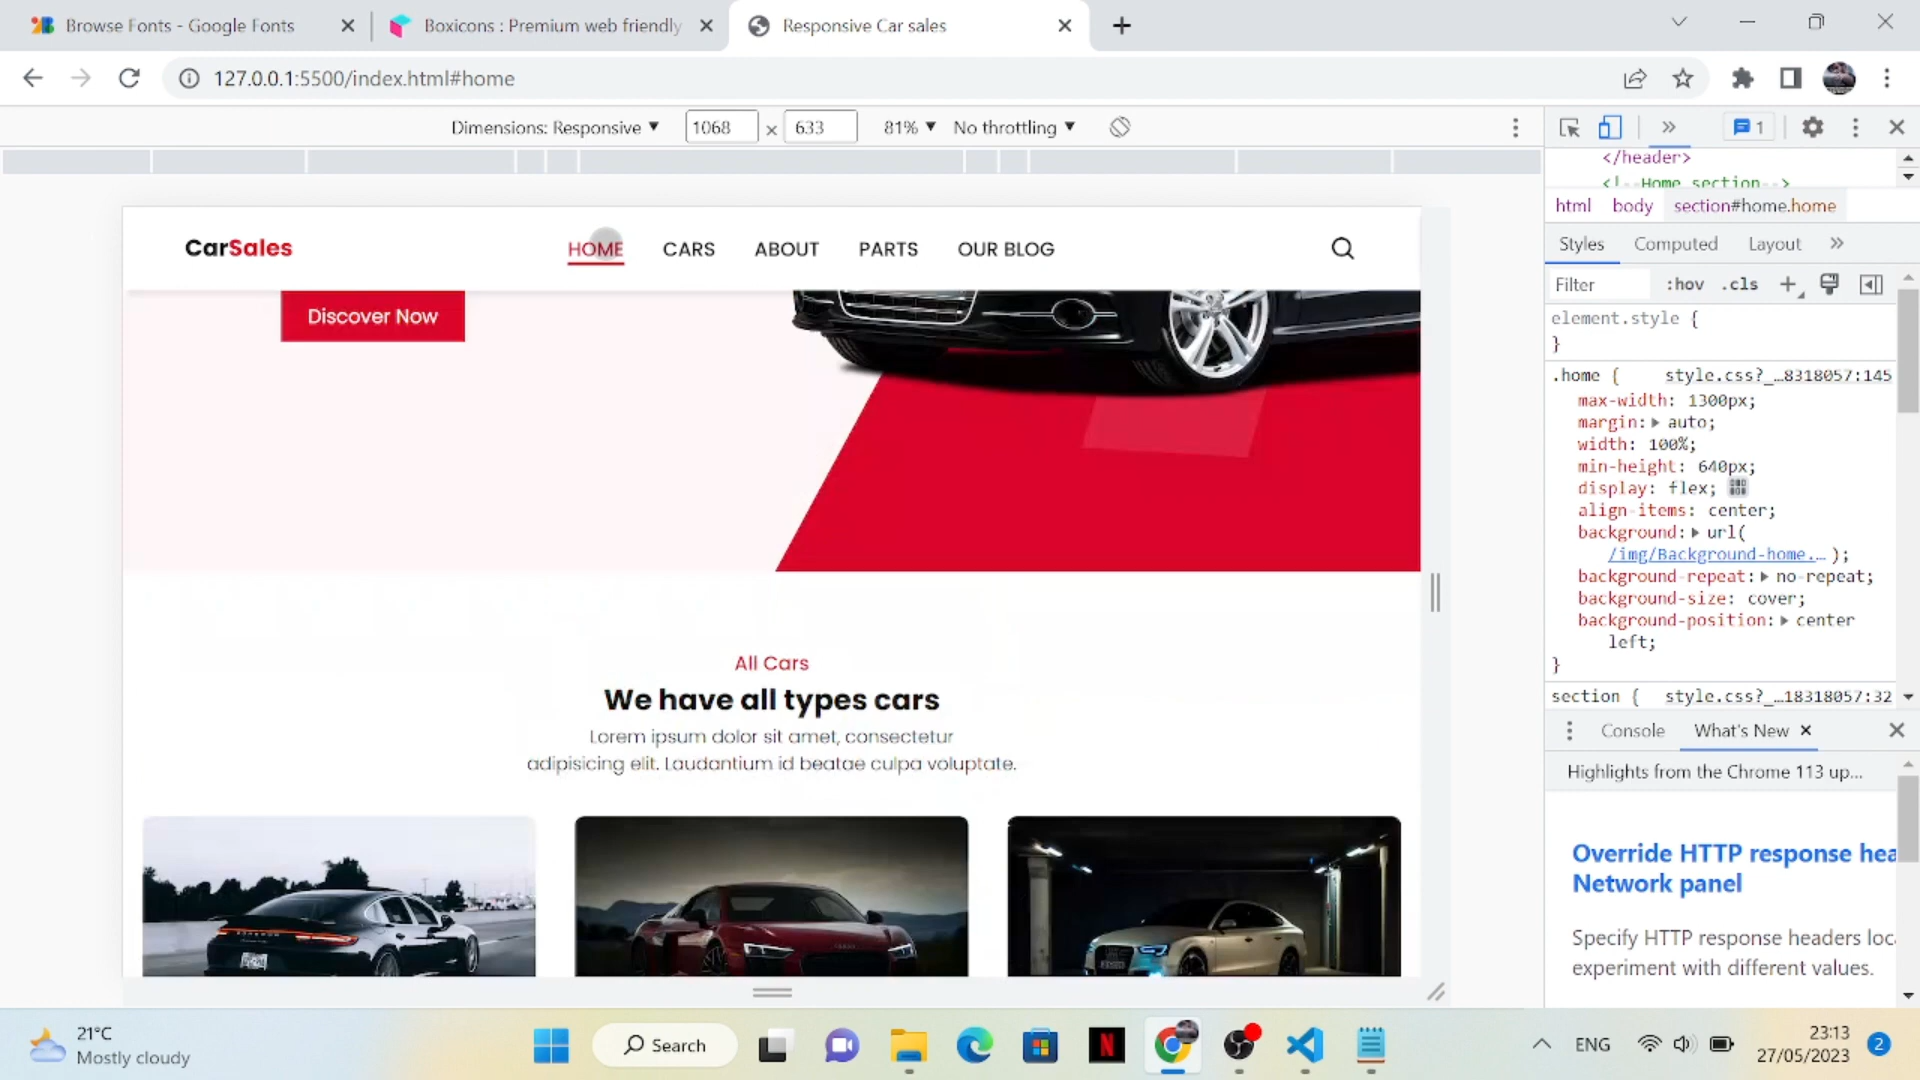 Browse Fonts - Google Fonts
Boxicons : Premium web friendly
Responsive Car sales
127.0.0.1:5500/index.html#home
Dimensions: Responsive
1068
x
633
81%
No throttling
1
</header>
<!--Home section-->
html body section#home.home
Styles Computed Layout
Filter :hov .cls
element.style {
}
.home { style.css?_…8318057:145
max-width: 1300px;
margin: auto;
width: 100%;
min-height: 640px;
display: flex;
align-items: center;
background: url(
/img/Background-home.… );
background-repeat: no-repeat;
background-size: cover;
background-position: center
left;
}
section { style.css?_…18318057:32
Console What's New
Highlights from the Chrome 113 up…
Override HTTP response hea
Network panel
Specify HTTP response headers loc
experiment with different values.
CarSales
HOME CARS ABOUT PARTS OUR BLOG
Discover Now
All Cars
We have all types cars
Lorem ipsum dolor sit amet, consectetur
adipisicing elit. Laudantium id beatae culpa voluptate.
21°C
Mostly cloudy
Search
N
ENG
23:13
27/05/2023
2